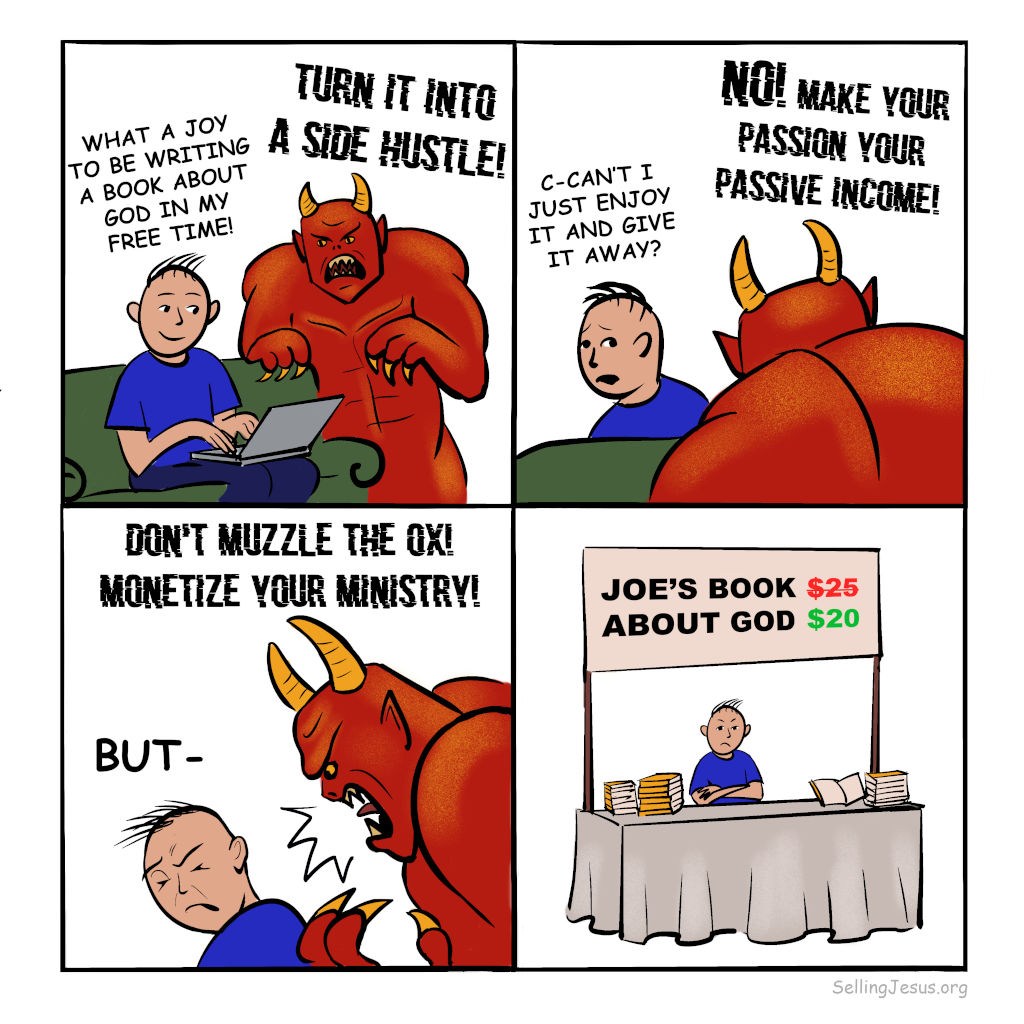 WHAT A JOY
TO BE WRITING
A BOOK ABOUT
GOD IN MY
FREE TIME!
TURN IT INTO
A SIDE HUSTLE!
NO! MAKE YOUR
PASSION YOUR
PASSIVE INCOME!
C-CAN'T I
JUST ENJOY
IT AND GIVE
IT AWAY?
DON'T MUZZLE THE OX!
MONETIZE YOUR MINISTRY!
BUT-
JOE'S BOOK $25
ABOUT GOD $20
SellingJesus.org